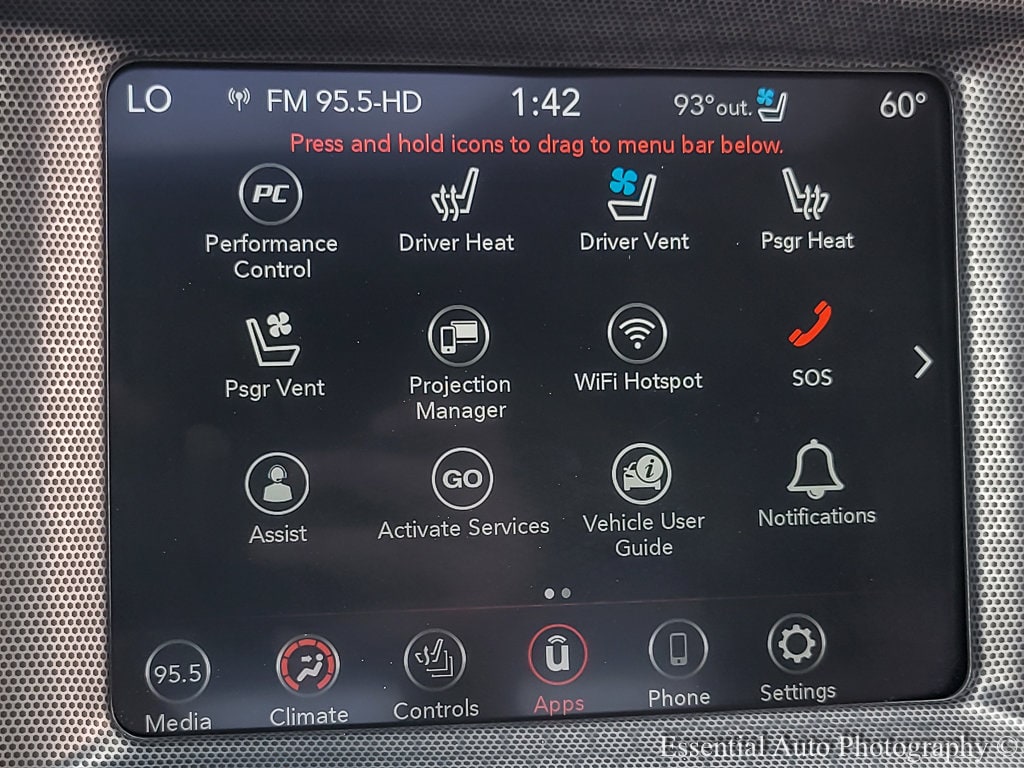 LO FM 95.5-HD 1:42 93° out. 60°
Press and hold icons to drag to menu bar below.
PC
Performance
Control
Driver Heat
Driver Vent
Psgr Heat
Psgr Vent
Projection
Manager
WiFi Hotspot
SOS
Assist
GO
Activate Services
i
Vehicle User
Guide
Notifications
95.5
Media
Climate
Controls
u
Apps
Phone
Settings
Essential Auto Photography ©